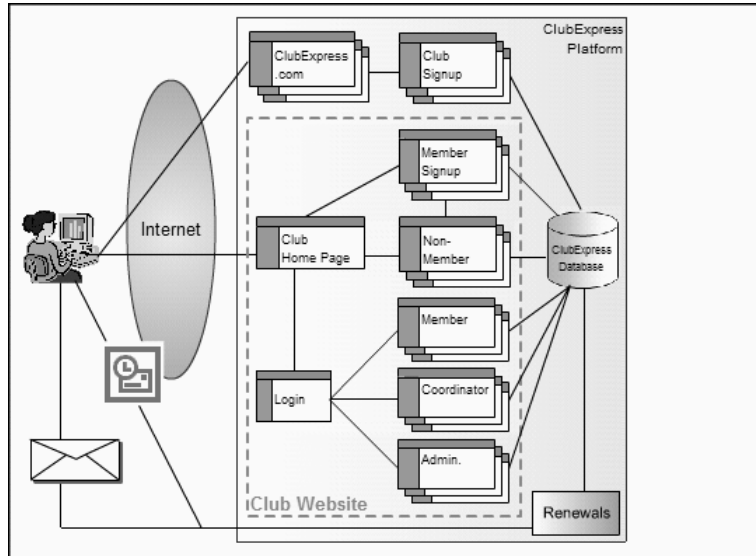 ClubExpress
Platform
ClubExpress
.com
Club
Signup
Member
Signup
Internet
Club
Home Page
Non-
Member
ClubExpress
Database
Member
Login
Coordinator
Admin.
Club Website
Renewals